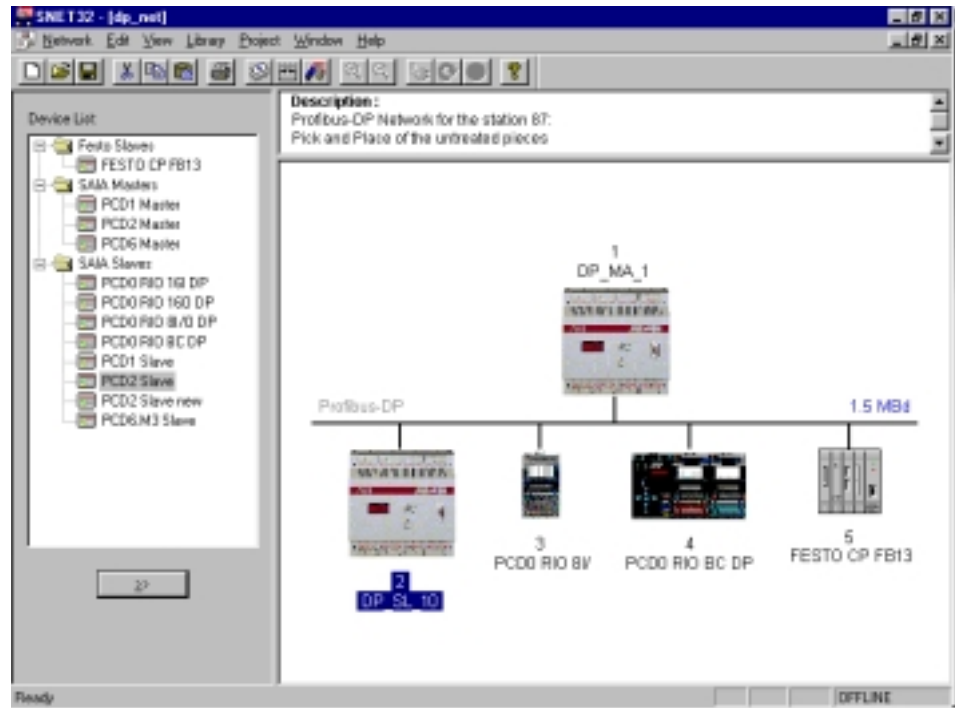 SNET32 - [dp_net]
Network Edit View Library Project Window Help
Description :
Profibus-DP Network for the station 87:
Pick and Place of the untreated pieces
Device List
Festo Slaves
FESTO CP FB13
SAIA Masters
PCD1 Master
PCD2 Master
PCD6 Master
SAIA Slaves
PCD0 RIO 16I DP
PCD0 RIO 16O DP
PCD0 RIO 8I/O DP
PCD0 RIO BC DP
PCD1 Slave
PCD2 Slave
PCD2 Slave new
PCD6.M3 Slave
>>
1
DP_MA_1
Profibus-DP
1.5 MBd
2
DP_SL_10
3
PCD0 RIO 8I/
4
PCD0 RIO BC DP
5
FESTO CP FB13
Ready
OFFLINE